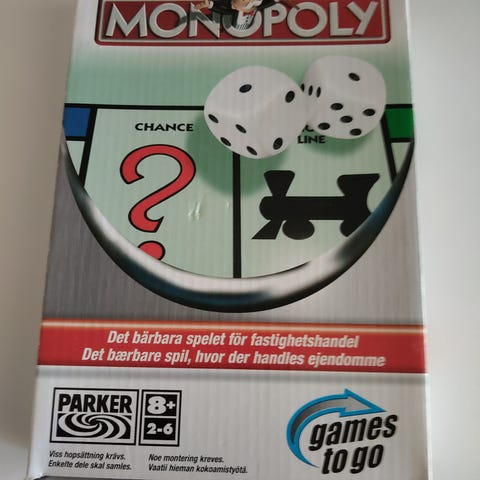 MONOPOLY
CHANCE
LINE
Det bärbara spelet för fastighetshandel
Det bærbare spil, hvor der handles ejendomme
PARKER
8+
2-6
games
to go
Viss hopsättning krävs.
Enkelte dele skal samles.
Noe montering kreves.
Vaatii hieman kokoamistyötä.